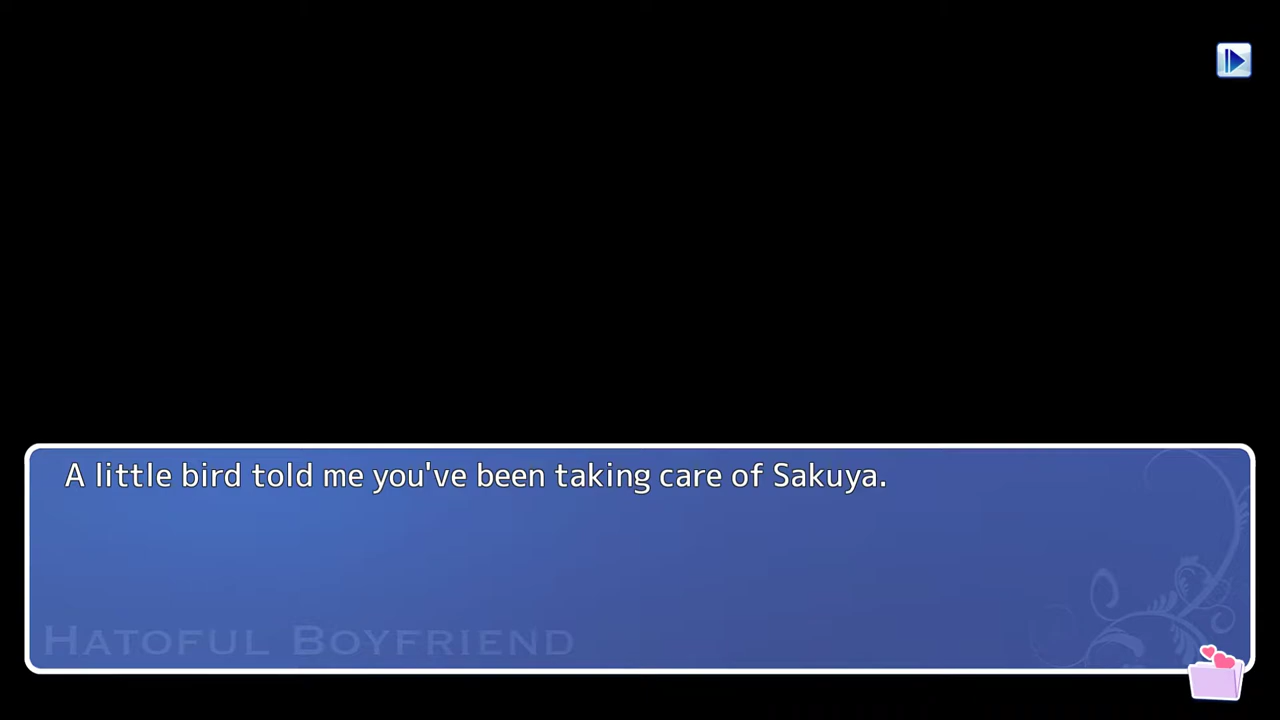 A little bird told me you've been taking care of Sakuya.
HATOFUL BOYFRIEND